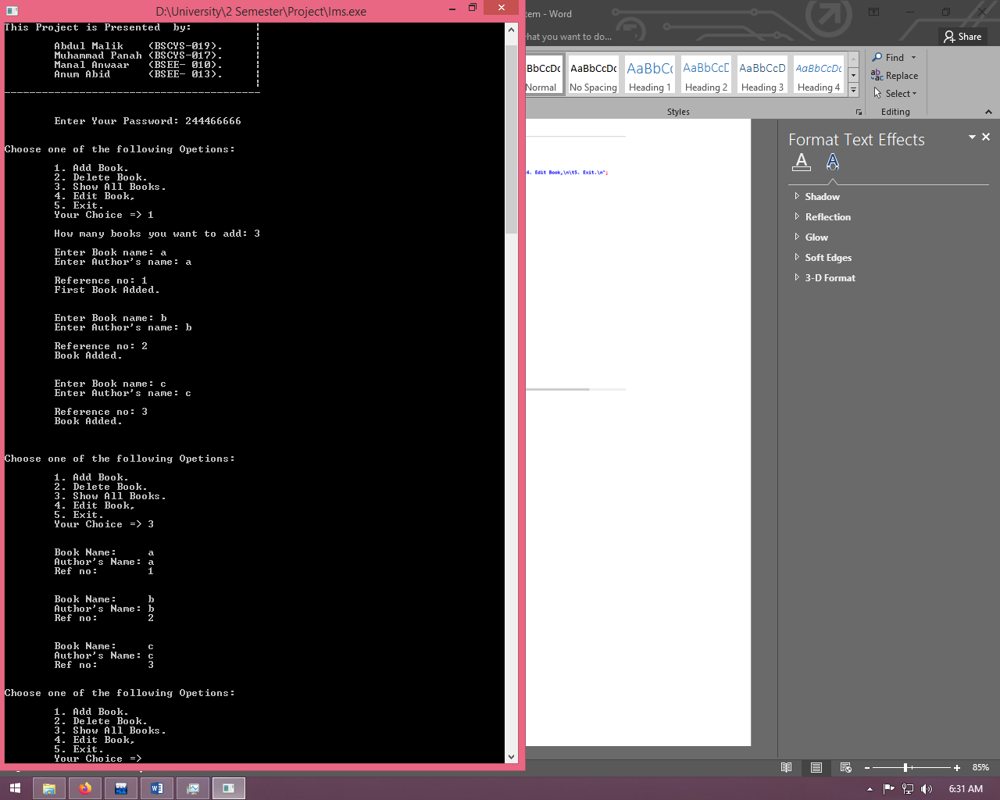 D:\University\2 Semester\Project\lms.exe
This Project is Presented  by:
Abdul Malik    (BSCYS-019).
Muhammad Panah (BSCYS-017).
Manal Anwaar   (BSEE- 010).
Anum Abid      (BSEE- 013).
Enter Your Password: 244466666
Choose one of the following Opetions:
1. Add Book.
2. Delete Book.
3. Show All Books.
4. Edit Book,
5. Exit.
Your Choice => 1
How many books you want to add: 3
Enter Book name: a
Enter Author's name: a
Reference no: 1
First Book Added.
Enter Book name: b
Enter Author's name: b
Reference no: 2
Book Added.
Enter Book name: c
Enter Author's name: c
Reference no: 3
Book Added.
Choose one of the following Opetions:
1. Add Book.
2. Delete Book.
3. Show All Books.
4. Edit Book,
5. Exit.
Your Choice => 3
Book Name:     a
Author's Name: a
Ref no:        1
Book Name:     b
Author's Name: b
Ref no:        2
Book Name:     c
Author's Name: c
Ref no:        3
Choose one of the following Opetions:
1. Add Book.
2. Delete Book.
3. Show All Books.
4. Edit Book,
5. Exit.
Your Choice =>
tem - Word
hat you want to do...
Share
BbCcDc AaBbCcDc AaBbC( AaBbCcD AaBbCcD AaBbCcD
Normal No Spacing Heading 1 Heading 2 Heading 3 Heading 4
Styles
Find
Replace
Select
Editing
4. Edit Book,\n\t5. Exit.\n";
Format Text Effects
Shadow
Reflection
Glow
Soft Edges
3-D Format
85%
6:31 AM